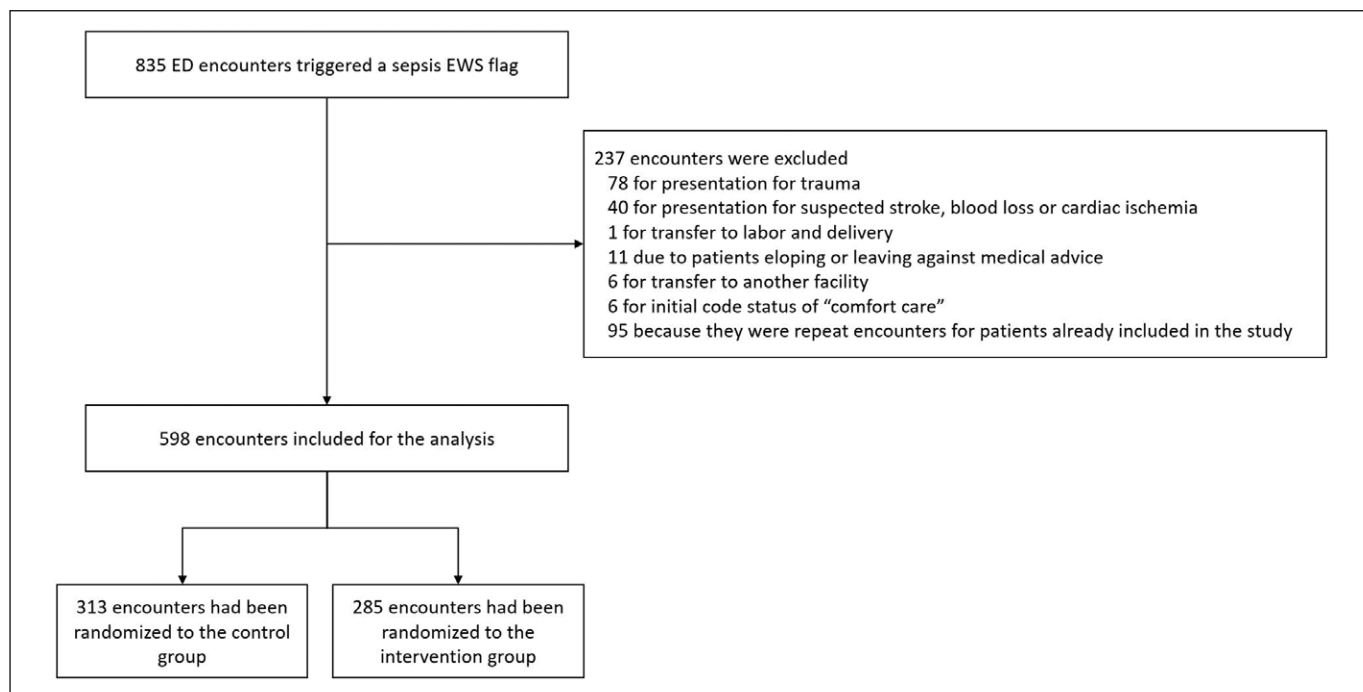 835 ED encounters triggered a sepsis EWS flag
237 encounters were excluded
78 for presentation for trauma
40 for presentation for suspected stroke, blood loss or cardiac ischemia
1 for transfer to labor and delivery
11 due to patients eloping or leaving against medical advice
6 for transfer to another facility
6 for initial code status of “comfort care”
95 because they were repeat encounters for patients already included in the study
598 encounters included for the analysis
313 encounters had been
randomized to the control
group
285 encounters had been
randomized to the
intervention group